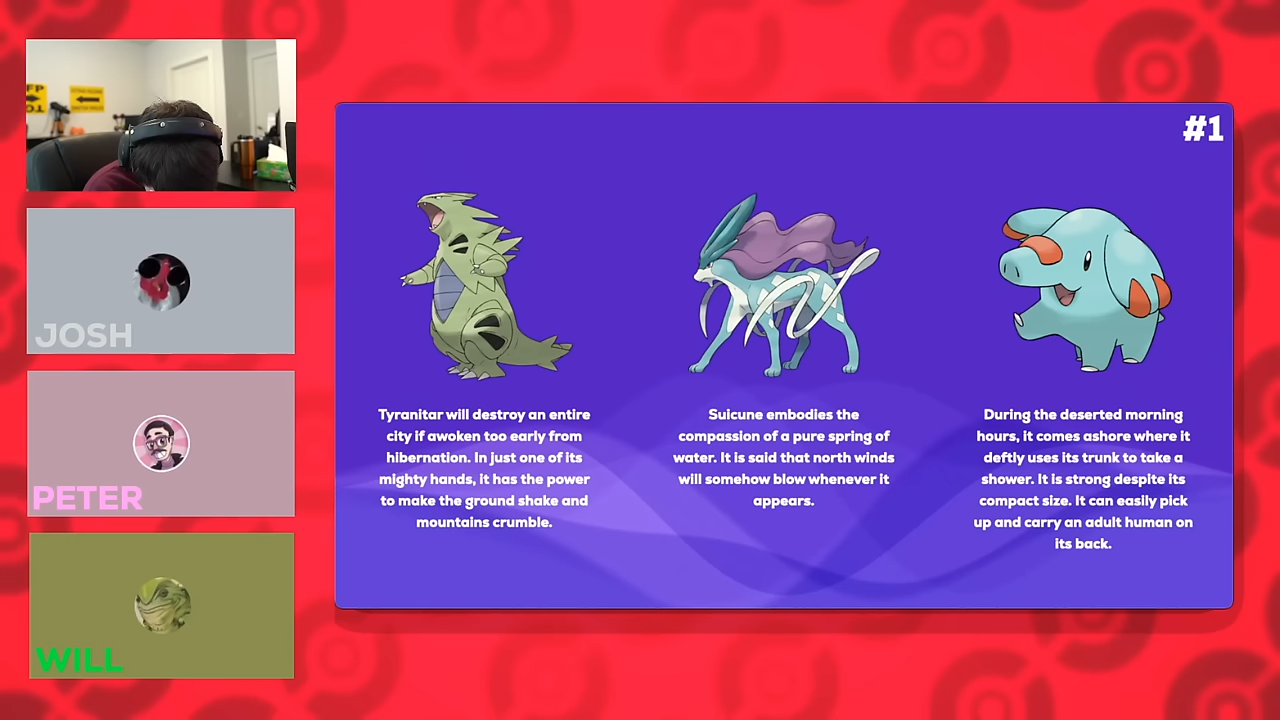 #1
JOSH
PETER
WILL
Tyranitar will destroy an entire
city if awoken too early from
hibernation. In just one of its
mighty hands, it has the power
to make the ground shake and
mountains crumble.
Suicune embodies the
compassion of a pure spring of
water. It is said that north winds
will somehow blow whenever it
appears.
During the deserted morning
hours, it comes ashore where it
deftly uses its trunk to take a
shower. It is strong despite its
compact size. It can easily pick
up and carry an adult human on
its back.